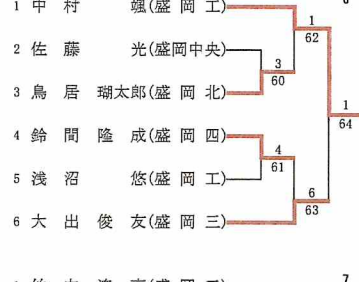 1 中村 颯(盛岡工)
2 佐藤 光(盛岡中央)
3 鳥居 瑚太郎(盛岡北)
4 鈴間 隆成(盛岡四)
5 浅沼 悠(盛岡工)
6 大出 俊友(盛岡三)
1
62
3
60
1
64
4
61
6
63
7